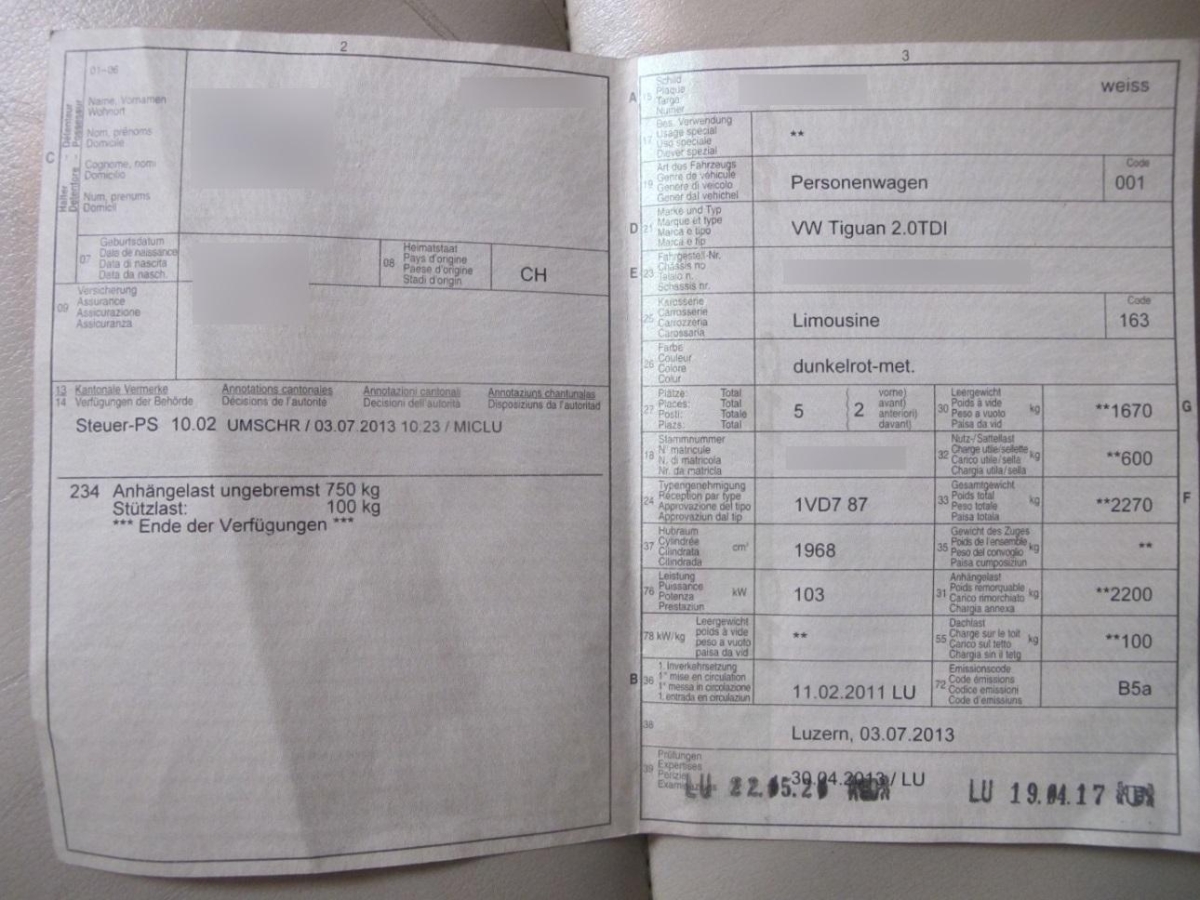 2
01-06
C
Halter - Détenteur
Detentore - Possessur
Name, Vornamen
Wohnort
Nom, prénoms
Domicile
Cognome, nomi
Domicilio
Num, prenums
Domicil
07
Geburtsdatum
Date de naissance
Data di nascita
Data da nasch.
08
Heimatstaat
Pays d'origine
Paese d'origine
Stadi d'origin
CH
09
Versicherung
Assurance
Assicurazione
Assicuranza
13 Kantonale Vermerke Annotations cantonales Annotazioni cantonali Annotaziuns chantunalas
14 Verfügungen der Behörde Décisions de l'autorité Decisioni dell'autorità Disposiziuns da l'autoritad
Steuer-PS 10.02 UMSCHR / 03.07.2013 10:23 / MICLU
234 Anhängelast ungebremst 750 kg
Stützlast: 100 kg
*** Ende der Verfügungen ***
3
A 15
Schild
Plaque
Targa
Numer
weiss
17
Bes. Verwendung
Usage spécial
Uso speciale
Diever spezial
**
19
Art des Fahrzeugs
Genre de véhicule
Genere di veicolo
Gener dal vehichel
Personenwagen
Code
001
D 21
Marke und Typ
Marque et type
Marca e tipo
Marca e tip
VW Tiguan 2.0TDI
E 23
Fahrgestell-Nr.
Châssis no
Telaio n.
Schassis nr.
25
Karosserie
Carrosserie
Carrozzeria
Carossaria
Limousine
Code
163
26
Farbe
Couleur
Colore
Colur
dunkelrot-met.
27
Plätze Total
Places: Total
Posti: Totale
Plazs: Total
5
2
vorne)
avant)
anteriori)
davant)
30
Leergewicht
Poids à vide
Peso a vuoto
Paisa da vid
kg
**1670
G
18
Stammnummer
N° matricule
N. di matricola
Nr. da matricla
32
Nutz-/Sattellast
Charge utile/sellette
Carico utile/sella
Chargia utila/sella
kg
**600
24
Typengenehmigung
Réception par type
Approvazione del tipo
Approvaziun dal tip
1VD7 87
33
Gesamtgewicht
Poids total
Peso totale
Paisa totala
kg
**2270
F
37
Hubraum
Cylindrée
Cilindrata
Cilindrada
cm³
1968
35
Gewicht des Zuges
Poids de l'ensemble
Peso del convoglio
Paisa cumposiziun
kg
**
76
Leistung
Puissance
Potenza
Prestaziun
kW
103
31
Anhängelast
Poids remorquable
Carico rimorchiato
Chargia annexa
kg
**2200
78 kW/kg
Leergewicht
poids à vide
peso a vuoto
paisa da vid
**
55
Dachlast
Charge sur le toit
Carico sul tetto
Chargia sin il tetg
kg
**100
B 36
1. Inverkehrsetzung
1re mise en circulation
1a messa in circolazione
1. entrada en circulaziun
11.02.2011 LU
72
Emissionscode
Code émissions
Codice emissioni
Code d'emissiuns
B5a
38
Luzern, 03.07.2013
39
Prüfungen
Expertises
Perizie
30.04.2013 / LU
LU 19.04.17